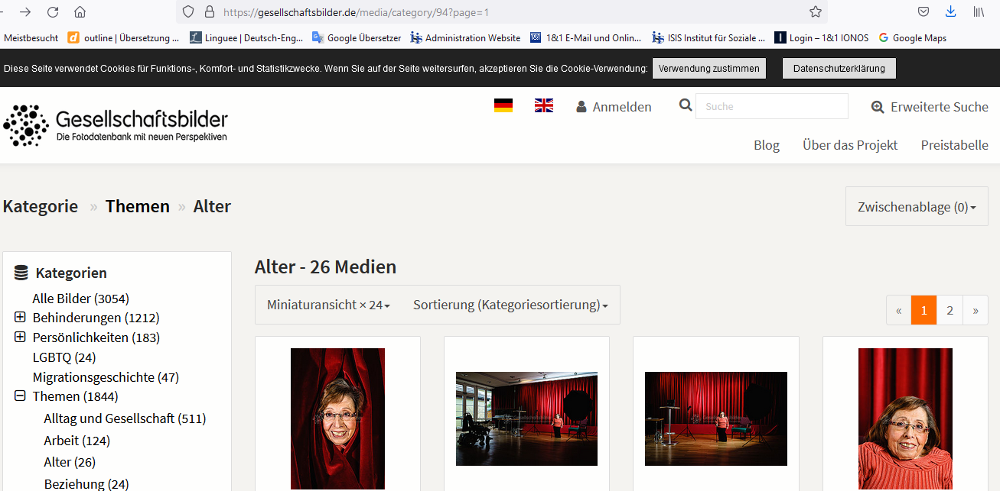 https://gesellschaftsbilder.de/media/category/94?page=1
Meistbesucht outline | Übersetzung ... Linguee | Deutsch-Eng... Google Übersetzer Administration Website 1&1 E-Mail und Onlin... ISIS Institut für Soziale ... Login – 1&1 IONOS Google Maps
Diese Seite verwendet Cookies für Funktions-, Komfort- und Statistikzwecke. Wenn Sie auf der Seite weitersurfen, akzeptieren Sie die Cookie-Verwendung: Verwendung zustimmen Datenschutzerklärung
Anmelden Suche Erweiterte Suche
Gesellschaftsbilder
Die Fotodatenbank mit neuen Perspektiven
Blog Über das Projekt Preistabelle
Kategorie » Themen » Alter Zwischenablage (0)
Kategorien
Alle Bilder (3054)
Behinderungen (1212)
Persönlichkeiten (183)
LGBTQ (24)
Migrationsgeschichte (47)
Themen (1844)
Alltag und Gesellschaft (511)
Arbeit (124)
Alter (26)
Beziehung (24)
Alter - 26 Medien
Miniaturansicht × 24 Sortierung (Kategoriesortierung)
« 1 2 »